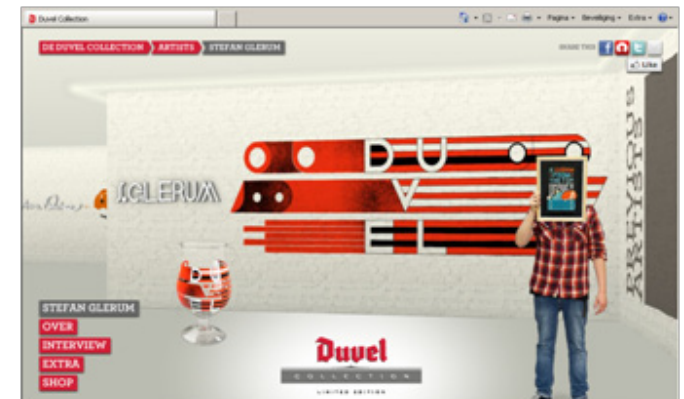 Duvel Collection
Pagina
Beveiliging
Extra
DE DUVEL COLLECTION
ARTISTS
STEFAN GLERUM
SHARE THIS
Like
PREVIOUS
ARTISTS
S.GLERUM
DU
V
EL
STEFAN GLERUM
OVER
INTERVIEW
EXTRA
SHOP
Duvel
COLLECTION
LIMITED EDITION